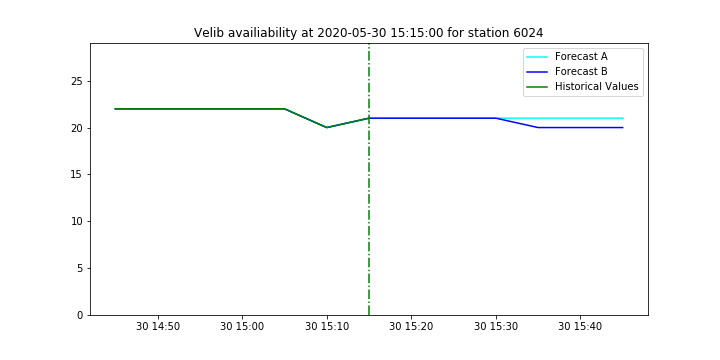 Velib availiability at 2020-05-30 15:15:00 for station 6024
Forecast A
Forecast B
Historical Values
25
20
15
10
5
0
30 14:50 30 15:00 30 15:10 30 15:20 30 15:30 30 15:40